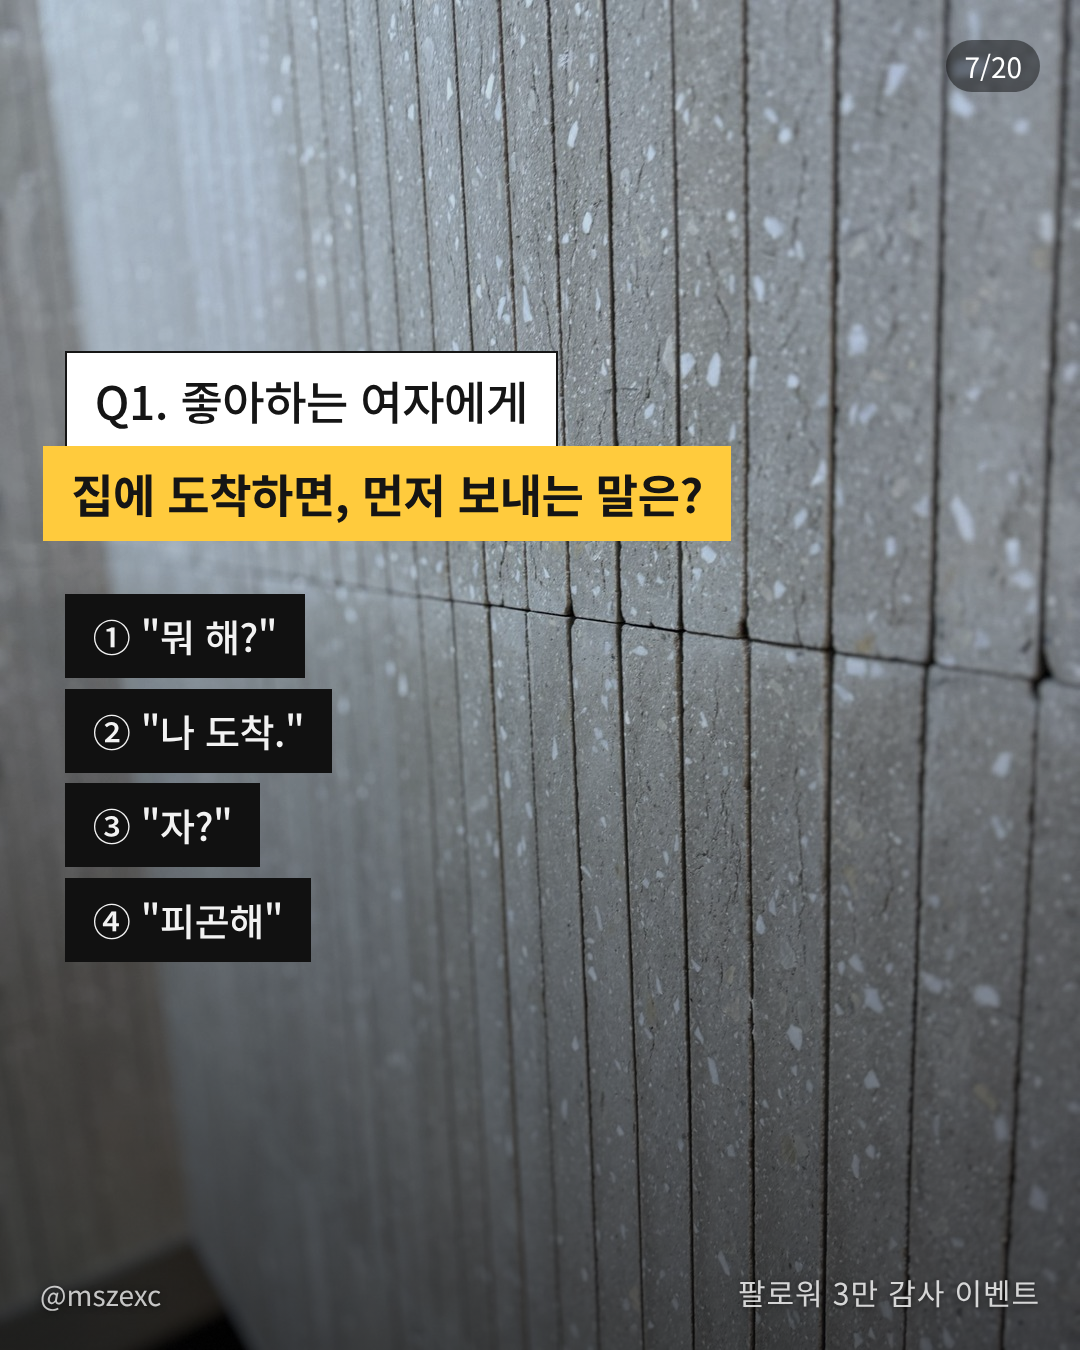 7/20
Q1. 좋아하는 여자에게
집에 도착하면, 먼저 보내는 말은?
① "뭐 해?"
② "나 도착."
③ "자?"
④ "피곤해"
@mszexc
팔로워 3만 감사 이벤트